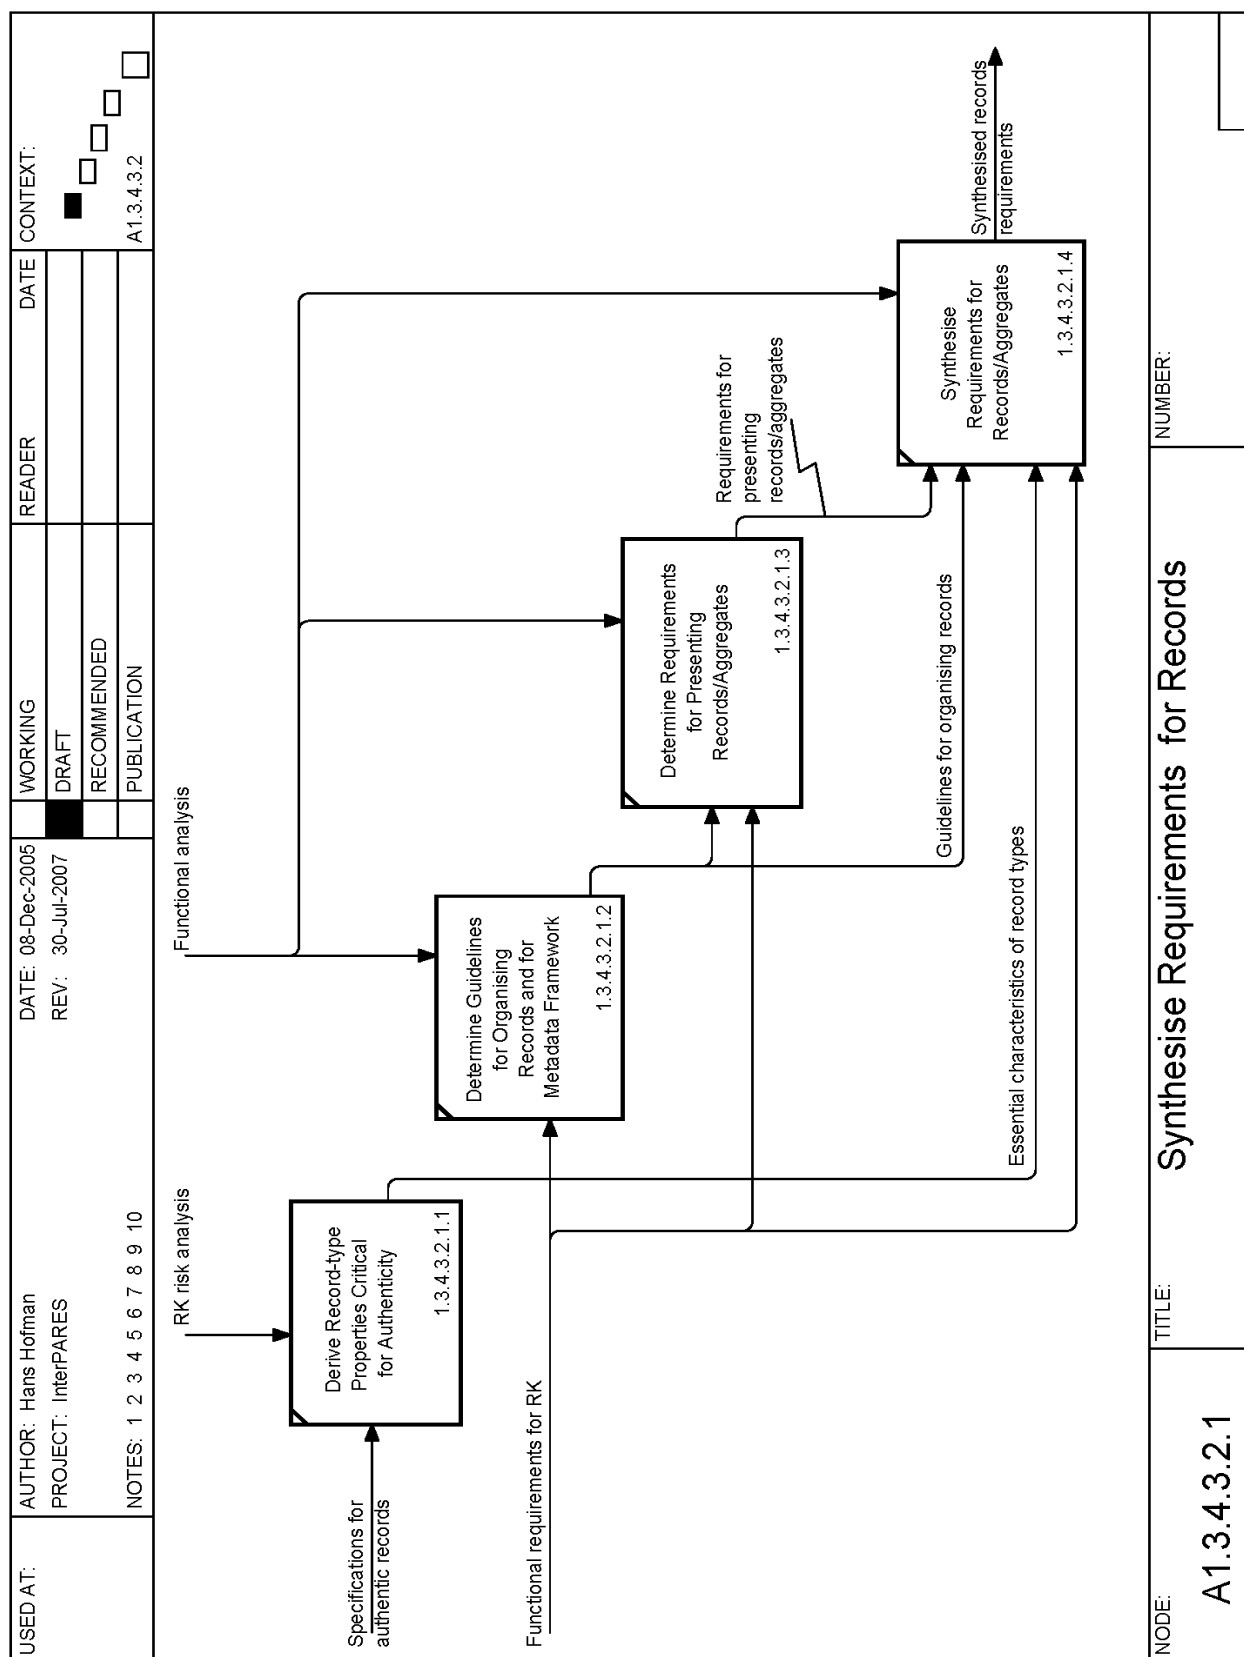 USED AT:
AUTHOR: Hans Hofman
PROJECT: InterPARES
NOTES: 1 2 3 4 5 6 7 8 9 10
DATE: 08-Dec-2005
REV: 30-Jul-2007
WORKING
DRAFT
RECOMMENDED
PUBLICATION
READER
DATE
CONTEXT:
A1.3.4.3.2
RK risk analysis
Functional analysis
Specifications for
authentic records
Derive Record-type
Properties Critical
for Authenticity
1.3.4.3.2.1.1
Functional requirements for RK
Determine Guidelines
for Organising
Records and for
Metadata Framework
1.3.4.3.2.1.2
Determine Requirements
for Presenting
Records/Aggregates
1.3.4.3.2.1.3
Requirements for
presenting
records/aggregates
Synthesise
Requirements for
Records/Aggregates
1.3.4.3.2.1.4
Synthesised records
requirements
Guidelines for organising records
Essential characteristics of record types
NODE:
A1.3.4.3.2.1
TITLE:
Synthesise Requirements for Records
NUMBER: